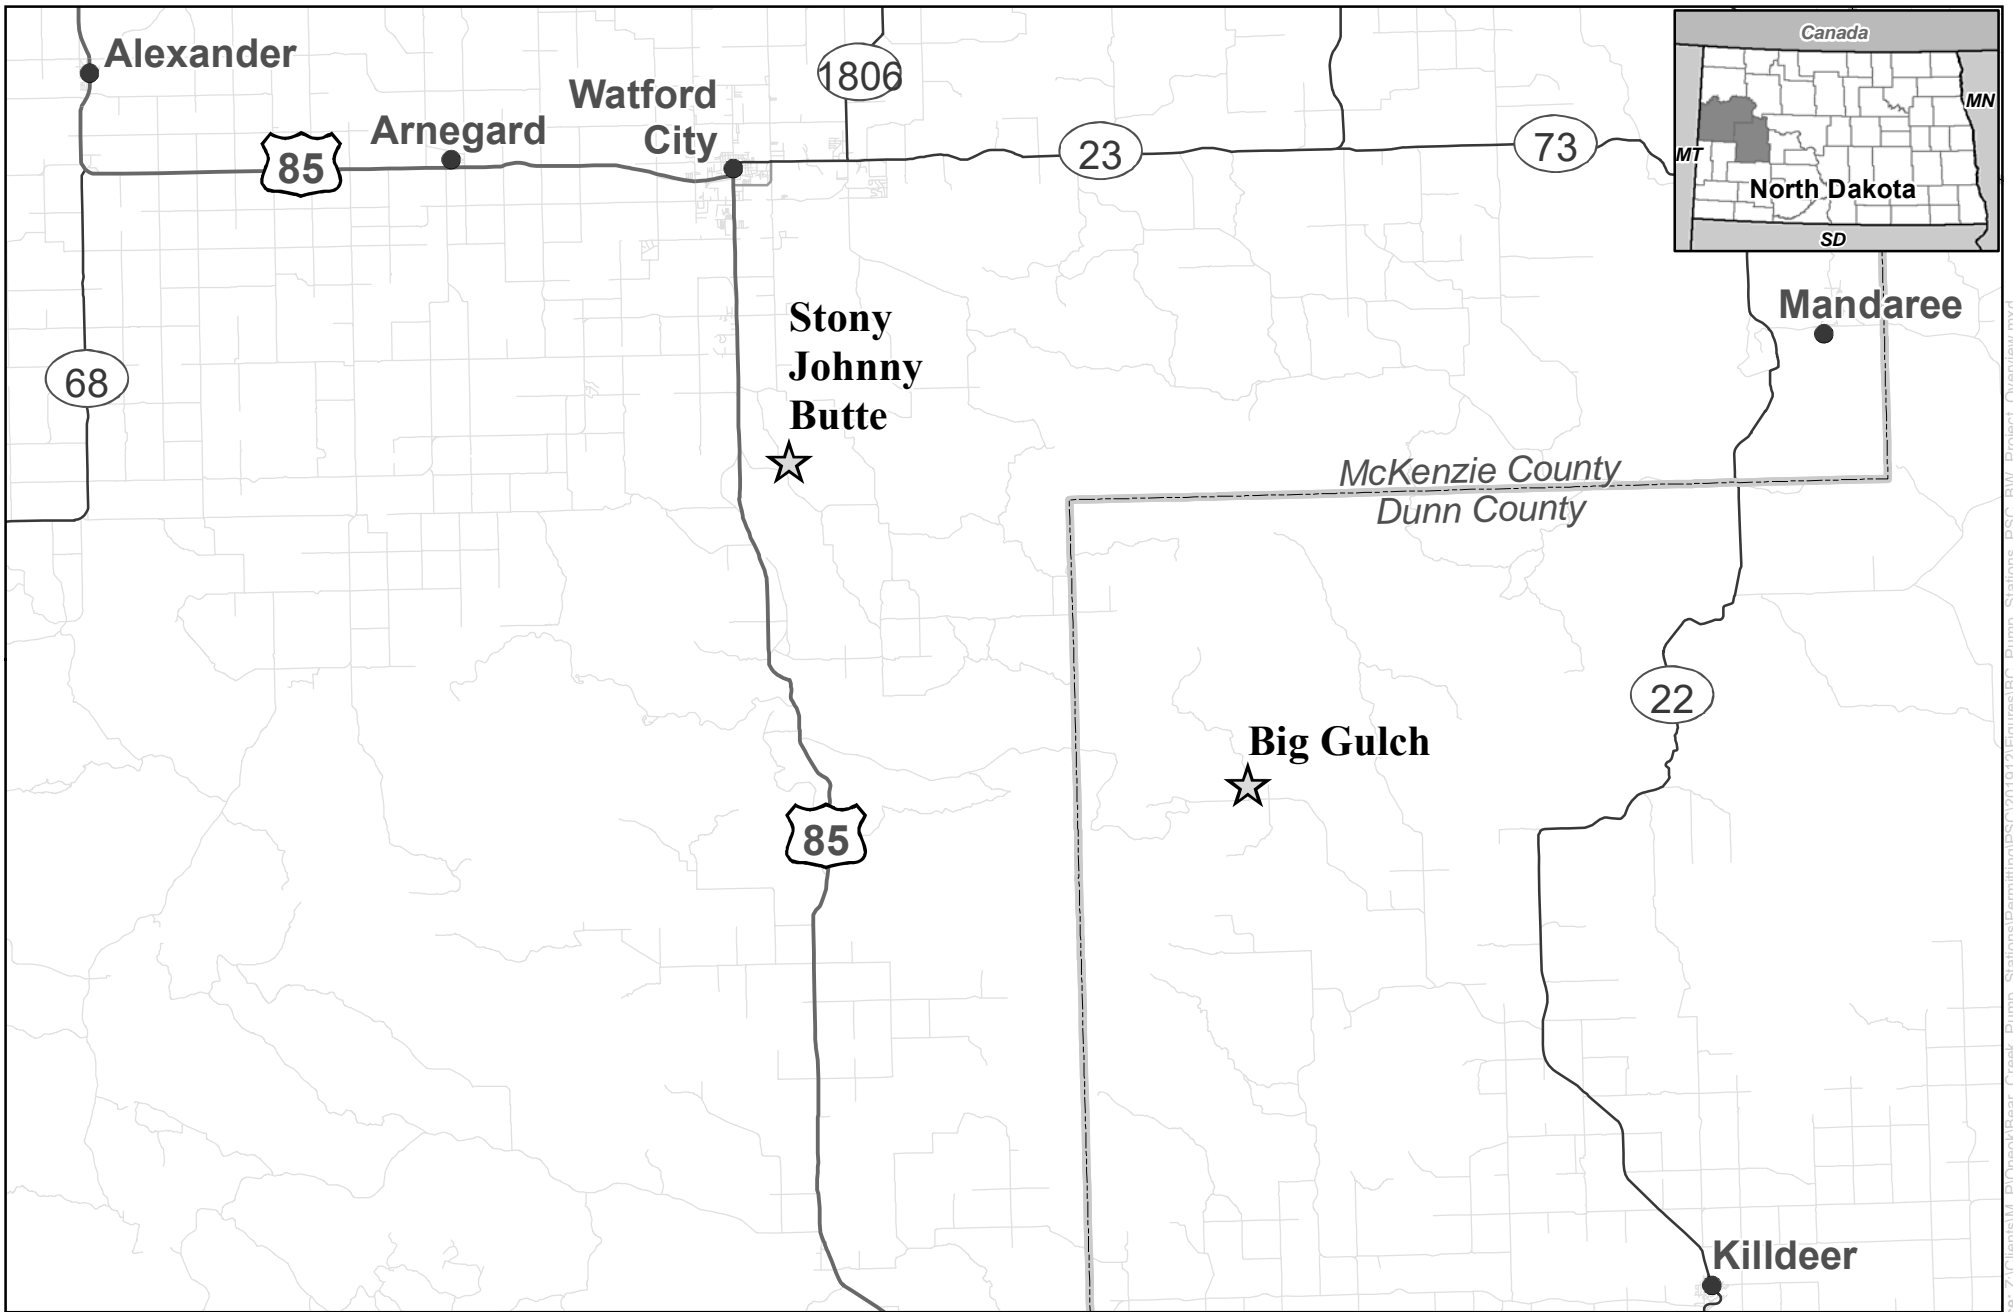 Alexander
Arnegard
Watford
City
1806
85
23
73
Canada
MN
MT
North Dakota
SD
Mandaree
Stony
Johnny
Butte
68
McKenzie County
Dunn County
22
Big Gulch
85
Killdeer